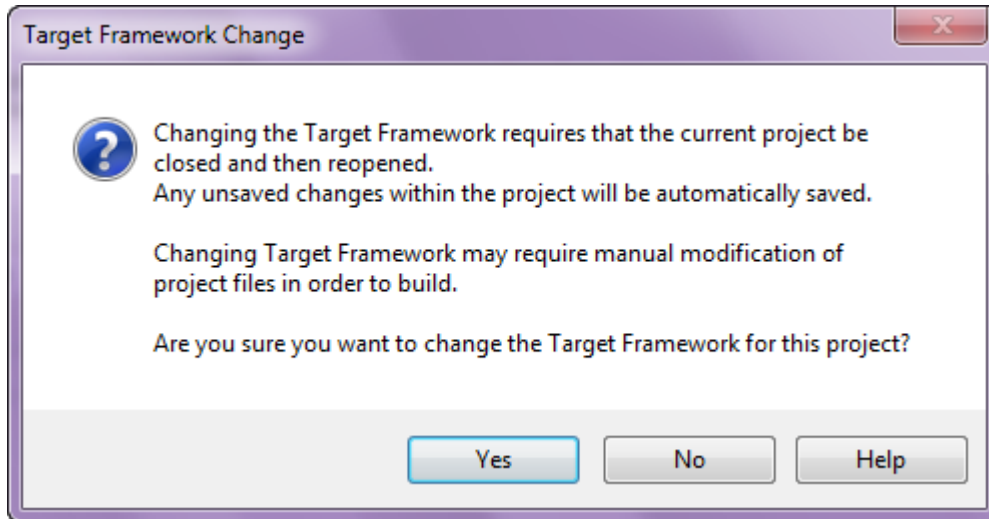 Target Framework Change
Changing the Target Framework requires that the current project be
closed and then reopened.
Any unsaved changes within the project will be automatically saved.
Changing Target Framework may require manual modification of
project files in order to build.
Are you sure you want to change the Target Framework for this project?
Yes
No
Help